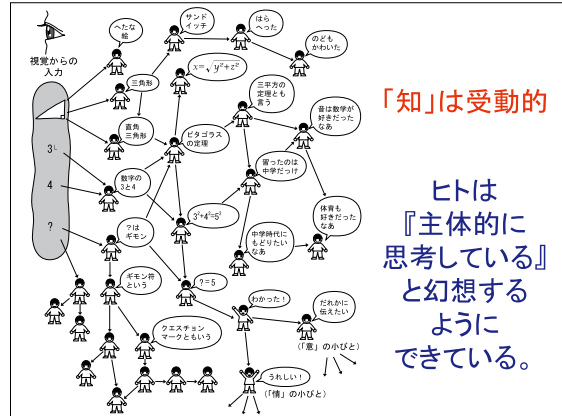 視覚からの
入力
へたな
絵
サンド
イッチ
はら
へった
のども
かわいた
三角形
x=√y²+z²
三平方の
定理とも
言う
直角
三角形
ピタゴラス
の定理
昔は数学が
好きだった
なあ
3
4
?
数字の
3と4
習ったのは
中学だっけ
3²+4²=5²
体育も
好きだった
なあ
?は
ギモン
中学時代に
もどりたい
なあ
ギモン符
という
?=5
わかった!
だれかに
伝えたい
クエスチョン
マークともいう
(「意」の小びと)
うれしい!
(「情」の小びと)
「知」は受動的
ヒトは
『主体的に
思考している』
と幻想する
ように
できている。